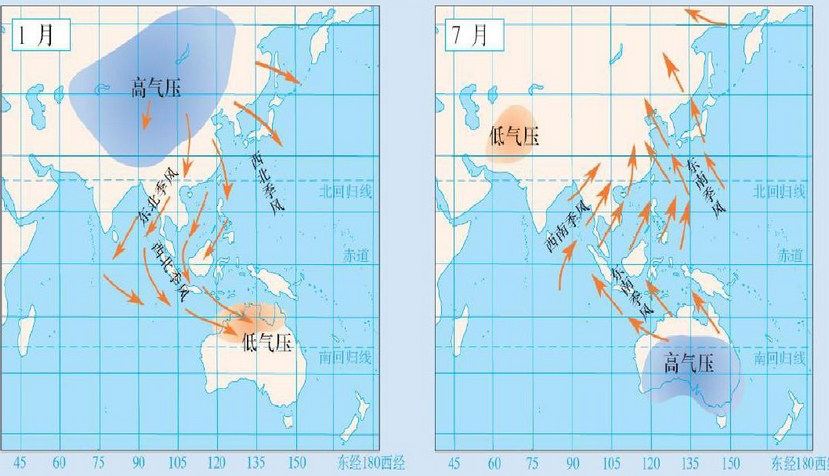 1 月
高气压
西北季风
东北季风
西北季风
低气压
北回归线
赤道
南回归线
45 60 75 90 105 120 135 150 东经180西经
7 月
低气压
西南季风
东南季风
东南季风
高气压
北回归线
赤道
南回归线
45 60 75 90 105 120 135 150 东经180西经